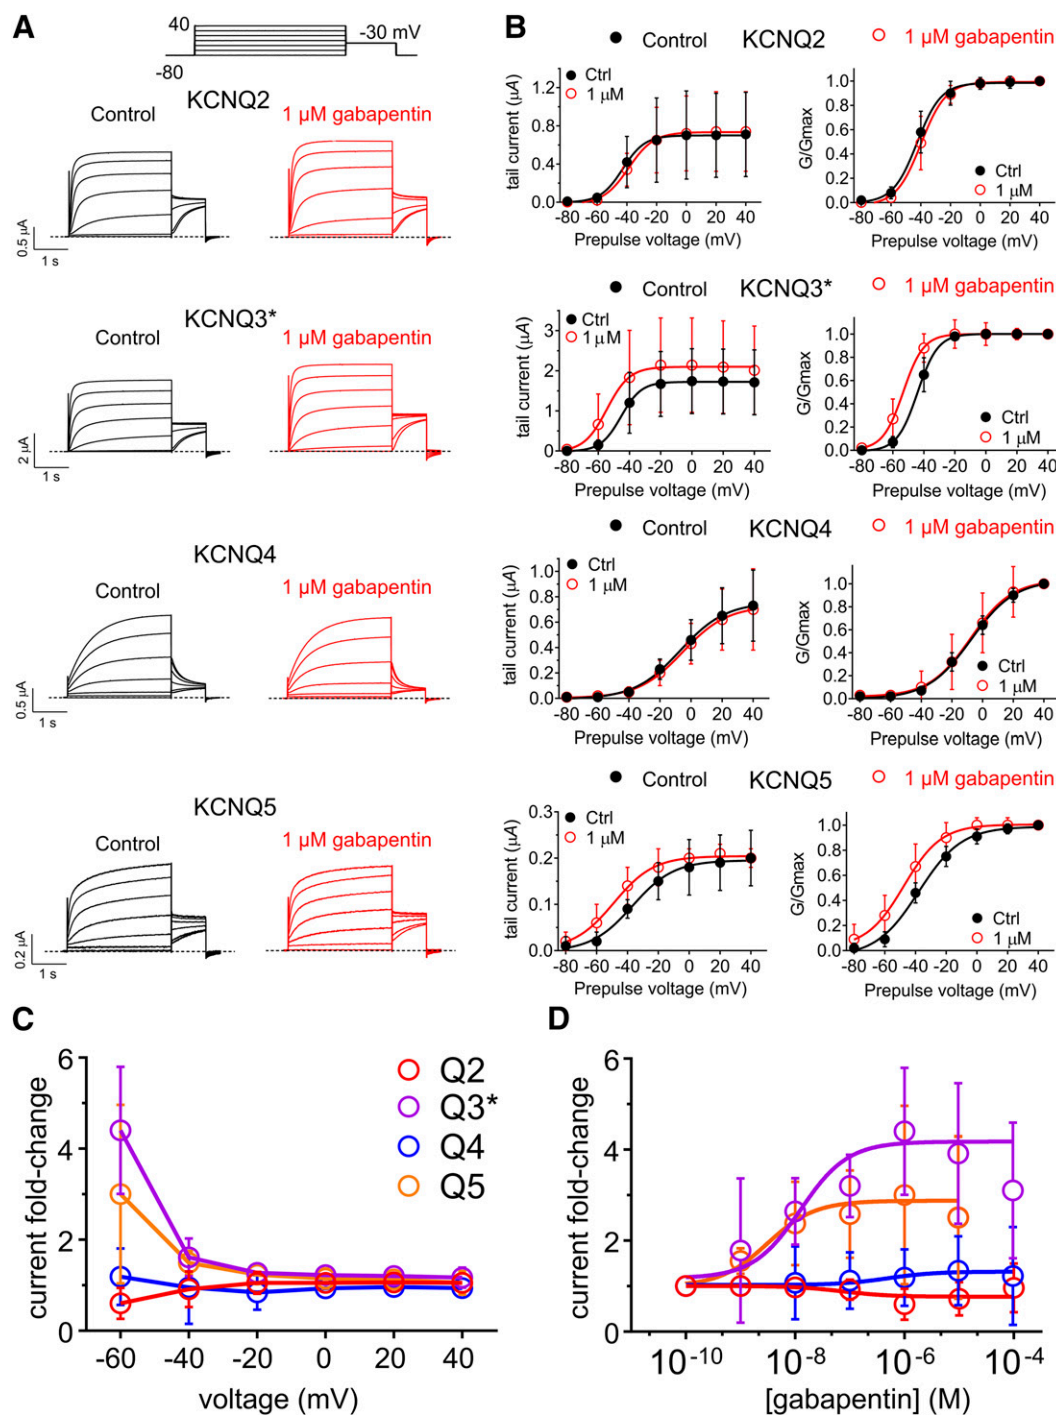 A
40
-30 mV
-80
KCNQ2
Control
1 µM gabapentin
0.5 µA
1 s
KCNQ3*
Control
1 µM gabapentin
2 µA
1 s
KCNQ4
Control
1 µM gabapentin
0.5 µA
1 s
KCNQ5
Control
1 µM gabapentin
0.2 µA
1 s
B
Control KCNQ2 1 µM gabapentin
tail current (µA)
1.2
0.8
0.4
0.0
Ctrl
1 µM
-80 -60 -40 -20 0 20 40
Prepulse voltage (mV)
G/Gmax
1.0
0.8
0.6
0.4
0.2
0.0
Ctrl
1 µM
-80 -60 -40 -20 0 20 40
Prepulse voltage (mV)
Control KCNQ3* 1 µM gabapentin
tail current (µA)
3
2
1
0
Ctrl
1 µM
-80 -60 -40 -20 0 20 40
Prepulse voltage (mV)
G/Gmax
1.0
0.8
0.6
0.4
0.2
0.0
Ctrl
1 µM
-80 -60 -40 -20 0 20 40
Prepulse voltage (mV)
Control KCNQ4 1 µM gabapentin
tail current (µA)
1.0
0.8
0.6
0.4
0.2
0.0
Ctrl
1 µM
-80 -60 -40 -20 0 20 40
Prepulse voltage (mV)
G/Gmax
1.0
0.8
0.6
0.4
0.2
0.0
Ctrl
1 µM
-80 -60 -40 -20 0 20 40
Prepulse voltage (mV)
Control KCNQ5 1 µM gabapentin
tail current (µA)
0.3
0.2
0.1
0.0
Ctrl
1 µM
-80 -60 -40 -20 0 20 40
Prepulse voltage (mV)
G/Gmax
1.0
0.8
0.6
0.4
0.2
0.0
Ctrl
1 µM
-80 -60 -40 -20 0 20 40
Prepulse voltage (mV)
C
current fold-change
6
4
2
0
Q2
Q3*
Q4
Q5
-60 -40 -20 0 20 40
voltage (mV)
D
current fold-change
6
4
2
0
10-10 10-8 10-6 10-4
[gabapentin] (M)